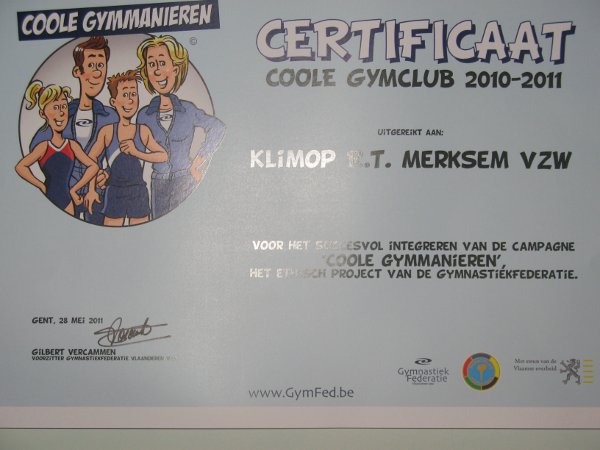 COOLE GYMMANIEREN
©
CERTIFICAAT
COOLE GYMCLUB 2010-2011
UITGEREIKT AAN:
KLIMOP K.T. MERKSEM VZW
VOOR HET SUCCESVOL INTEGREREN VAN DE CAMPAGNE
'COOLE GYMMANIEREN',
HET ETHISCH PROJECT VAN DE GYMNASTIEKFEDERATIE.
GENT, 28 MEI 2011
GILBERT VERCAMMEN
VOORZITTER GYMNASTIEKFEDERATIE VLAANDEREN
Gymnastiek
Federatie
Met steun van de
Vlaamse overheid
www.GymFed.be